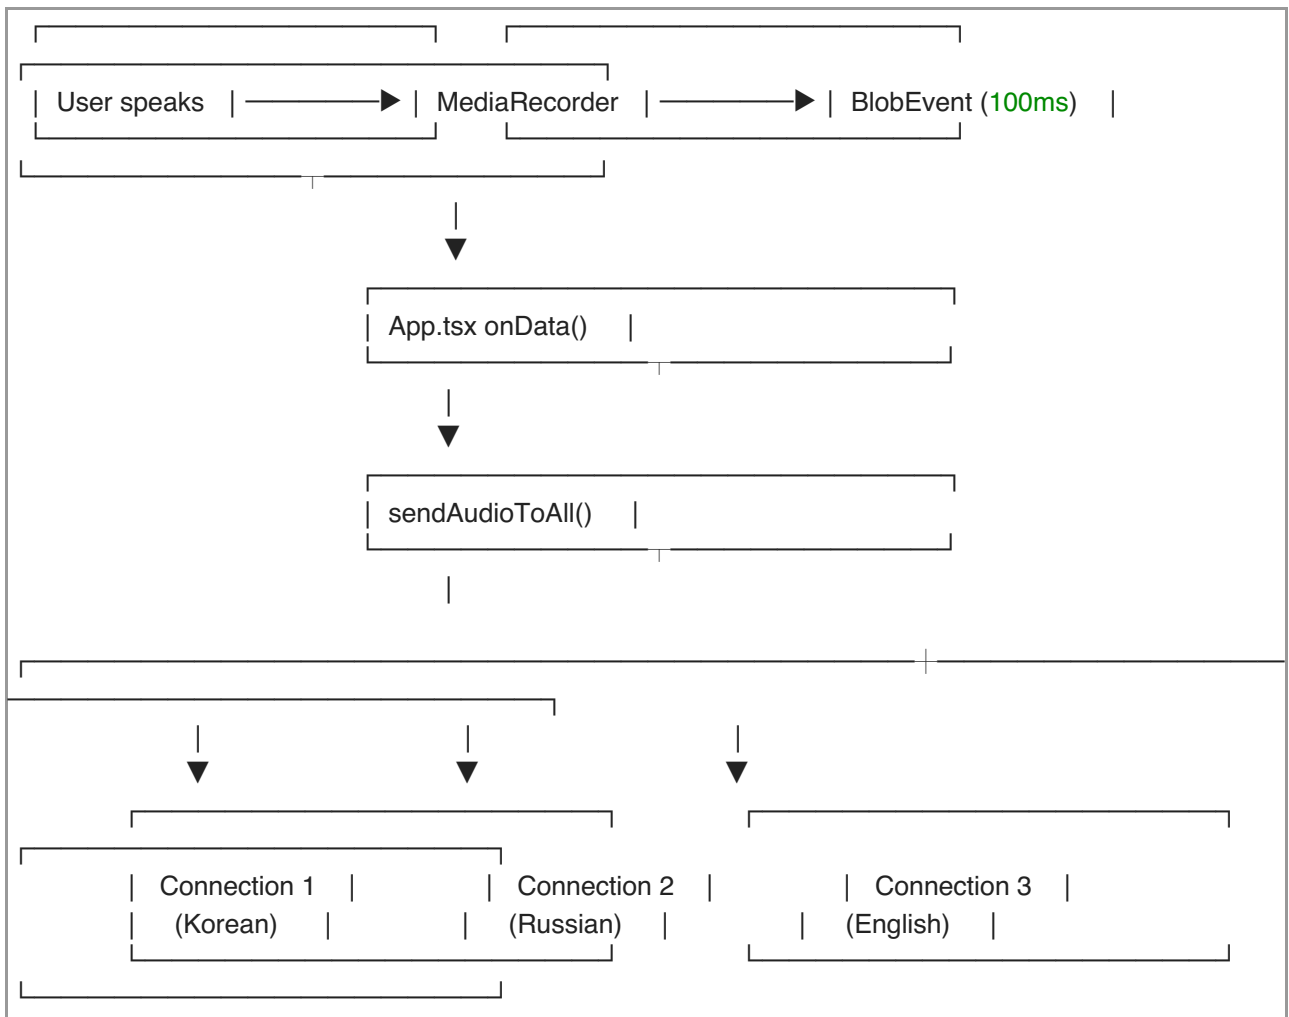 User speaks MediaRecorder BlobEvent (100ms)
App.tsx onData()
sendAudioToAll()
Connection 1 Connection 2 Connection 3
(Korean) (Russian) (English)